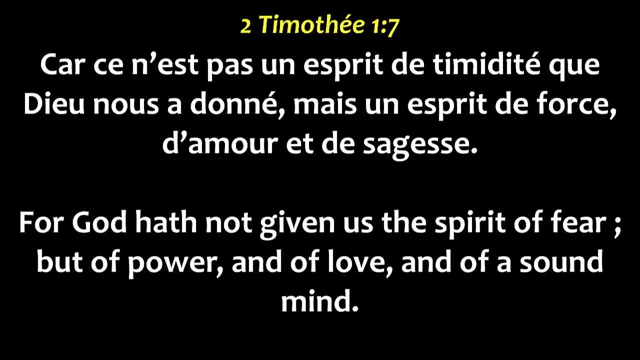 2 Timothée 1:7
Car ce n’est pas un esprit de timidité que
Dieu nous a donné, mais un esprit de force,
d’amour et de sagesse.
For God hath not given us the spirit of fear ;
but of power, and of love, and of a sound
mind.